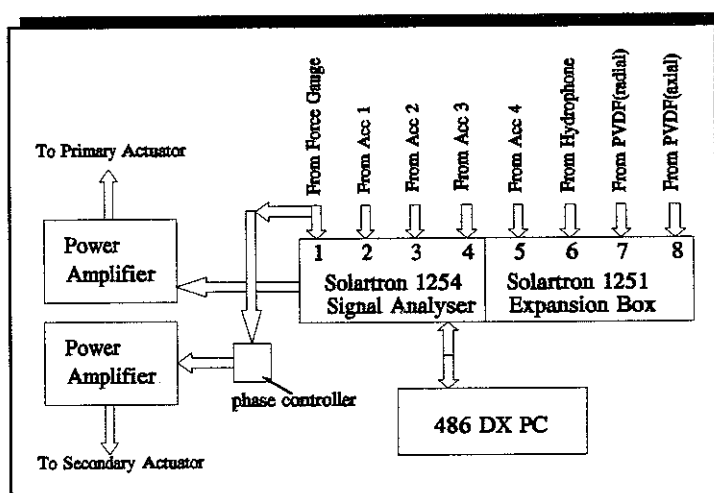 From Force Gauge
From Acc 1
From Acc 2
From Acc 3
From Acc 4
From Hydrophone
From PVDF(radial)
From PVDF(axial)
To Primary Actuator
Power
Amplifier
1 2 3 4 5 6 7 8
Solartron 1254
Signal Analyser
Solartron 1251
Expansion Box
Power
Amplifier
phase controller
486 DX PC
To Secondary Actuator